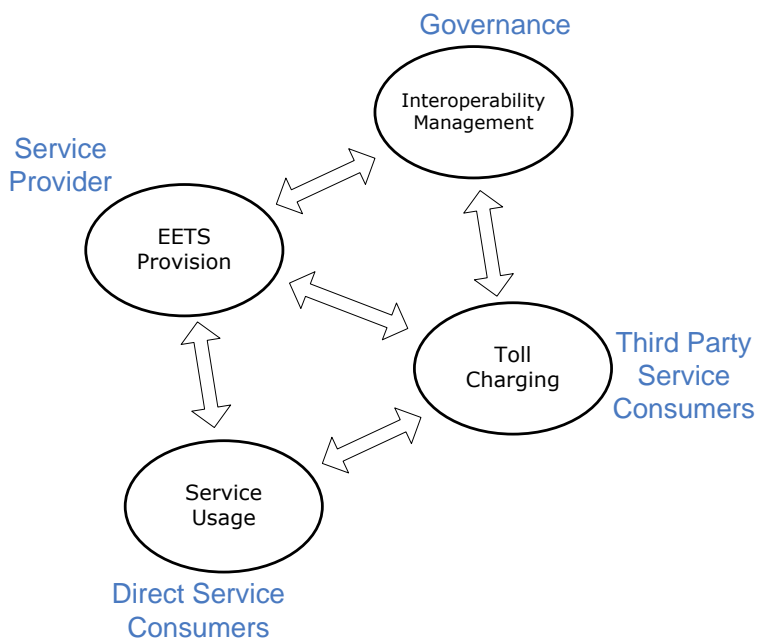 Governance
Interoperability
Management
Service
Provider
EETS
Provision
Toll
Charging
Third Party
Service
Consumers
Service
Usage
Direct Service
Consumers